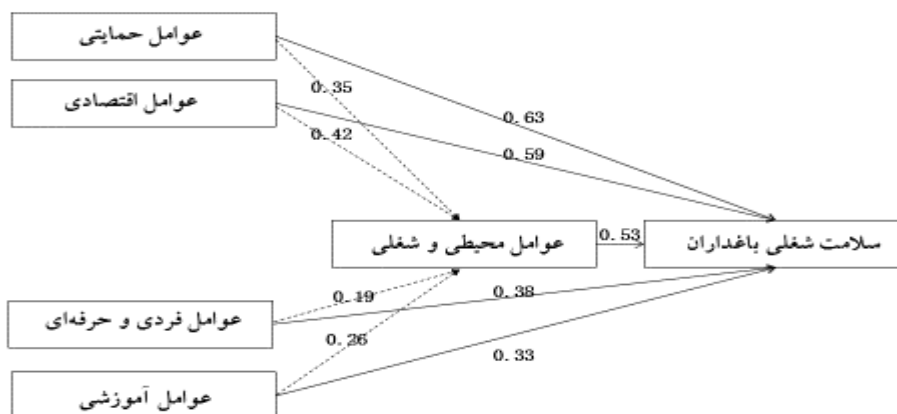 عوامل حمایتی
0.35
عوامل اقتصادی
0.63
0.42
0.59
عوامل محیطی و شغلی
0.53
سلامت شغلی باغداران
0.19
0.38
عوامل فردی و حرفه‌ای
0.26
0.33
عوامل آموزشی